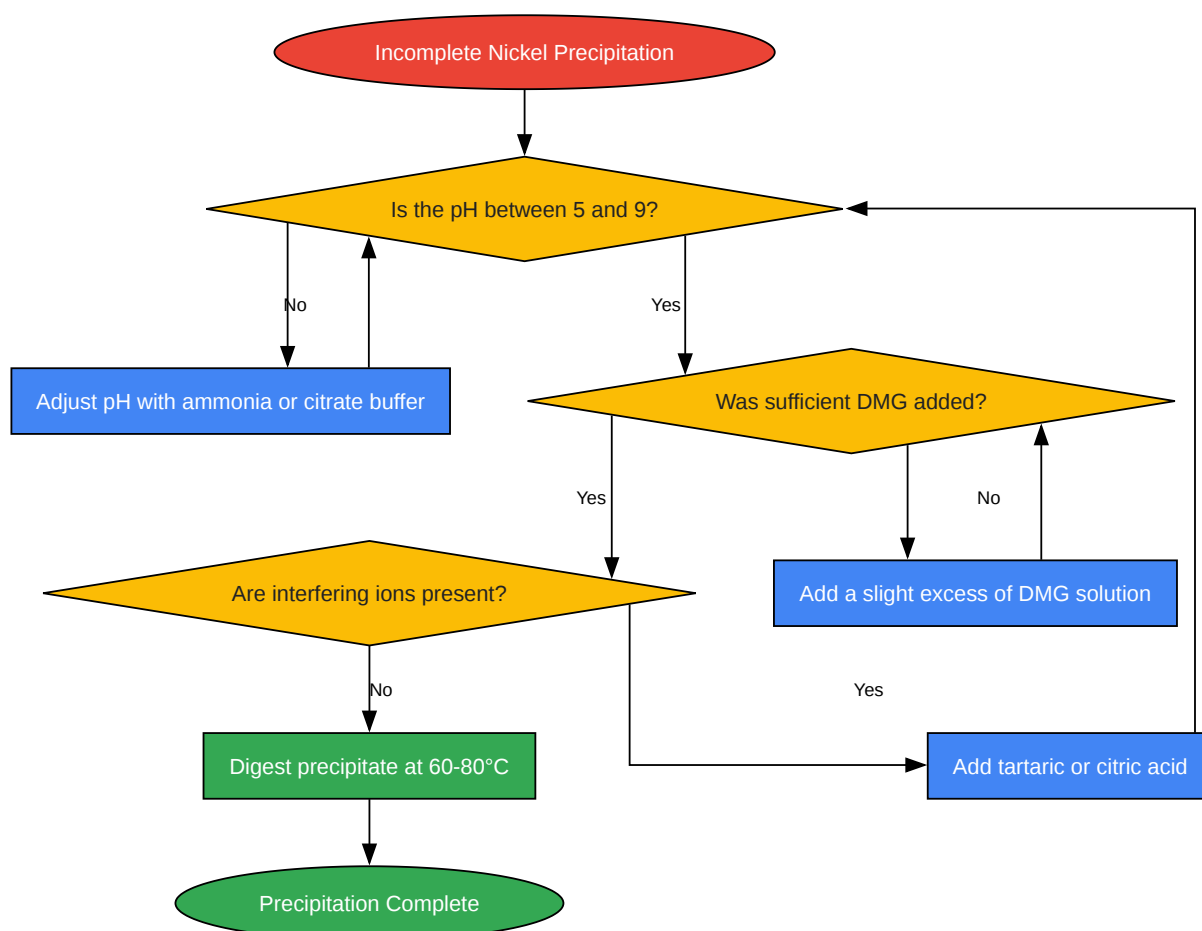 Incomplete Nickel Precipitation
Is the pH between 5 and 9?
No
Yes
Adjust pH with ammonia or citrate buffer
Was sufficient DMG added?
Yes
No
Add a slight excess of DMG solution
Are interfering ions present?
No
Yes
Digest precipitate at 60-80°C
Add tartaric or citric acid
Precipitation Complete